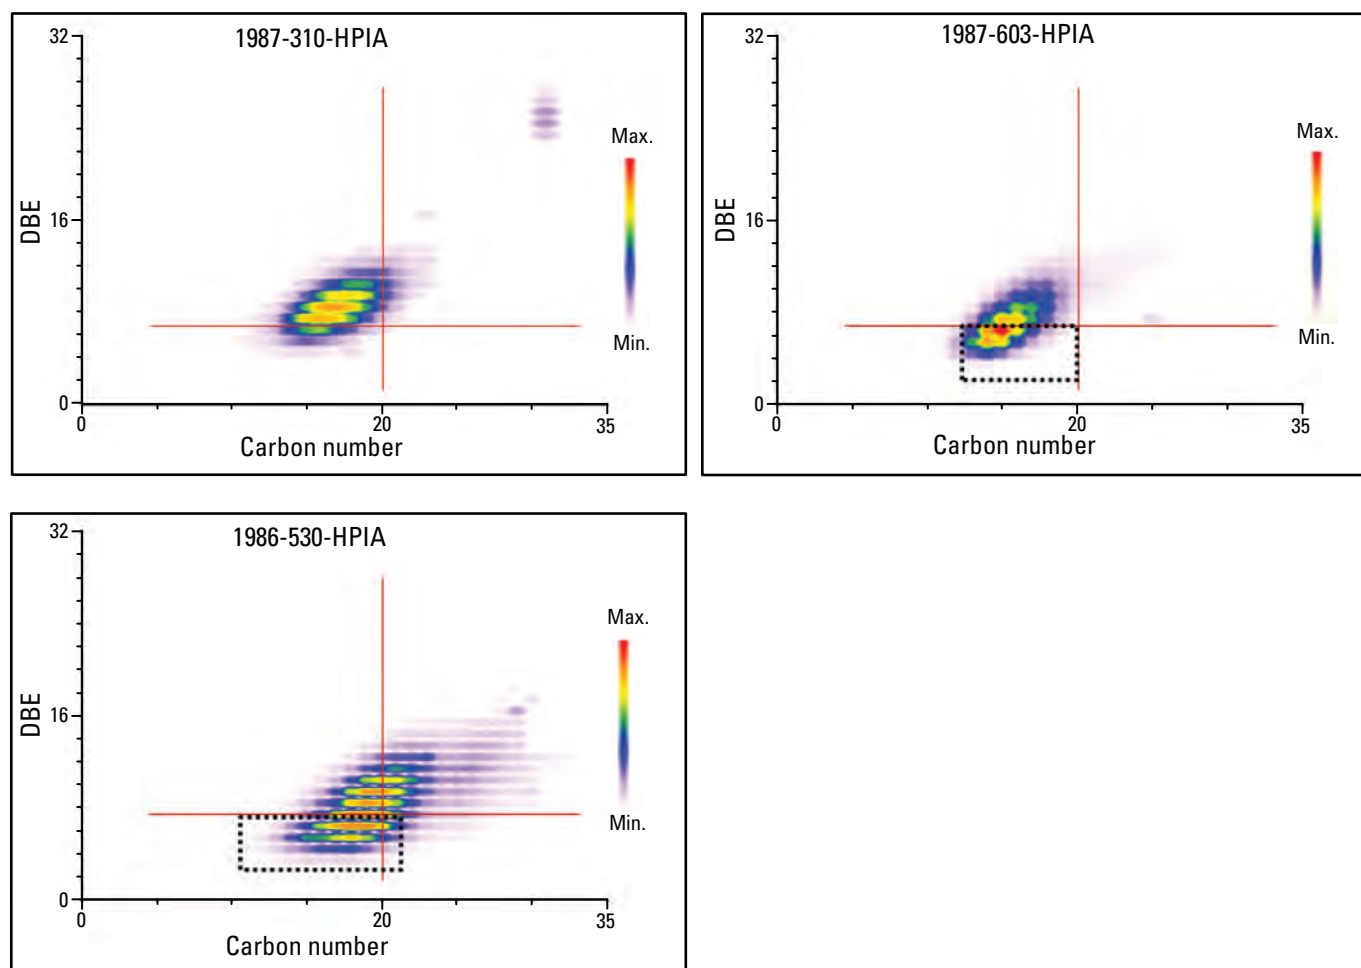 1987-310-HPIA
32
16
0
DBE
0
20
35
Carbon number
Max.
Min.
1987-603-HPIA
32
16
0
DBE
0
20
35
Carbon number
Max.
Min.
1986-530-HPIA
32
16
0
DBE
0
20
35
Carbon number
Max.
Min.